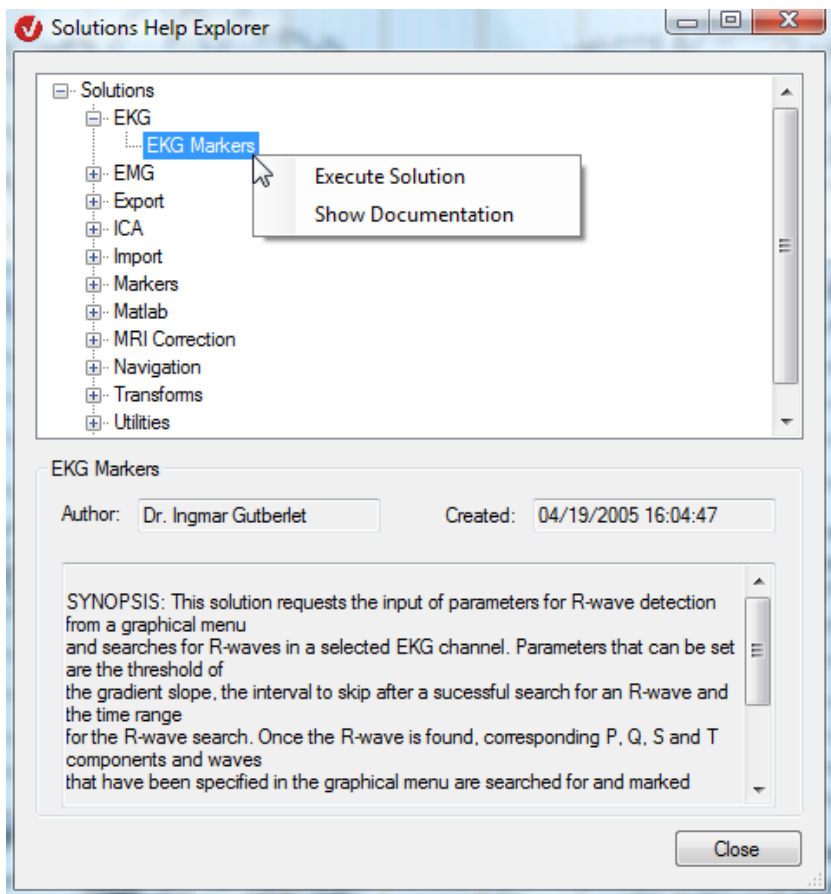 Solutions Help Explorer
Solutions
EKG
EKG Markers
Execute Solution
EMG
Show Documentation
Export
ICA
Import
Markers
Matlab
MRI Correction
Navigation
Transforms
Utilities
EKG Markers
Author: Dr. Ingmar Gutberlet Created: 04/19/2005 16:04:47
SYNOPSIS: This solution requests the input of parameters for R-wave detection
from a graphical menu
and searches for R-waves in a selected EKG channel. Parameters that can be set
are the threshold of
the gradient slope, the interval to skip after a sucessful search for an R-wave and
the time range
for the R-wave search. Once the R-wave is found, corresponding P, Q, S and T
components and waves
that have been specified in the graphical menu are searched for and marked
Close